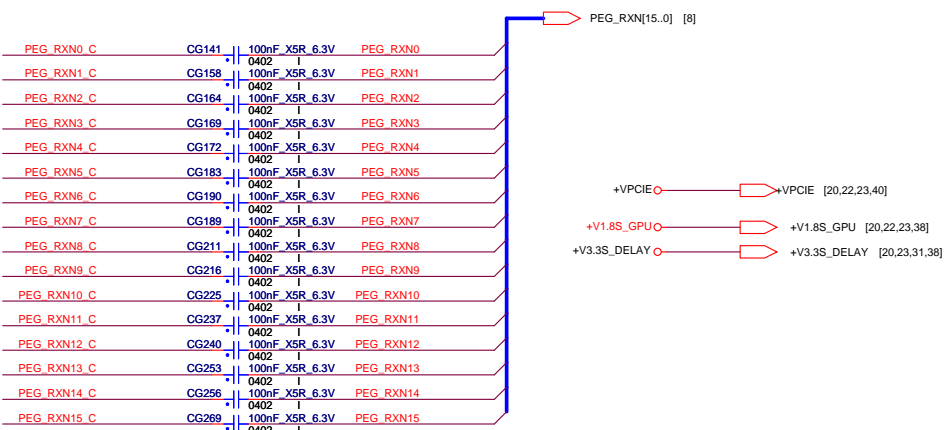 PEG_RXN[15..0] [8]
PEG_RXN0_C CG141 100nF_X5R_6.3V PEG_RXN0
0402 I
PEG_RXN1_C CG158 100nF_X5R_6.3V PEG_RXN1
0402 I
PEG_RXN2_C CG164 100nF_X5R_6.3V PEG_RXN2
0402 I
PEG_RXN3_C CG169 100nF_X5R_6.3V PEG_RXN3
0402 I
PEG_RXN4_C CG172 100nF_X5R_6.3V PEG_RXN4
0402 I
PEG_RXN5_C CG183 100nF_X5R_6.3V PEG_RXN5
0402 I
PEG_RXN6_C CG190 100nF_X5R_6.3V PEG_RXN6
0402 I
PEG_RXN7_C CG189 100nF_X5R_6.3V PEG_RXN7
0402 I
PEG_RXN8_C CG211 100nF_X5R_6.3V PEG_RXN8
0402 I
PEG_RXN9_C CG216 100nF_X5R_6.3V PEG_RXN9
0402 I
PEG_RXN10_C CG225 100nF_X5R_6.3V PEG_RXN10
0402 I
PEG_RXN11_C CG237 100nF_X5R_6.3V PEG_RXN11
0402 I
PEG_RXN12_C CG240 100nF_X5R_6.3V PEG_RXN12
0402 I
PEG_RXN13_C CG253 100nF_X5R_6.3V PEG_RXN13
0402 I
PEG_RXN14_C CG256 100nF_X5R_6.3V PEG_RXN14
0402 I
PEG_RXN15_C CG269 100nF_X5R_6.3V PEG_RXN15
0402 I
+VPCIE +VPCIE [20,22,23,40]
+V1.8S_GPU +V1.8S_GPU [20,22,23,38]
+V3.3S_DELAY +V3.3S_DELAY [20,23,31,38]